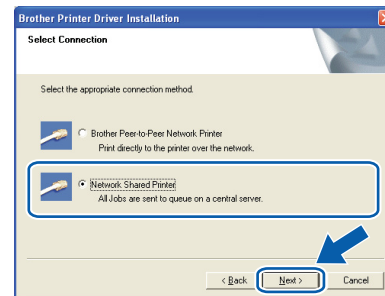 Brother Printer Driver Installation
Select Connection
Select the appropriate connection method.
Brother Peer-to-Peer Network Printer
Print directly to the printer over the network.
Network Shared Printer
All Jobs are sent to queue on a central server.
< Back Next > Cancel